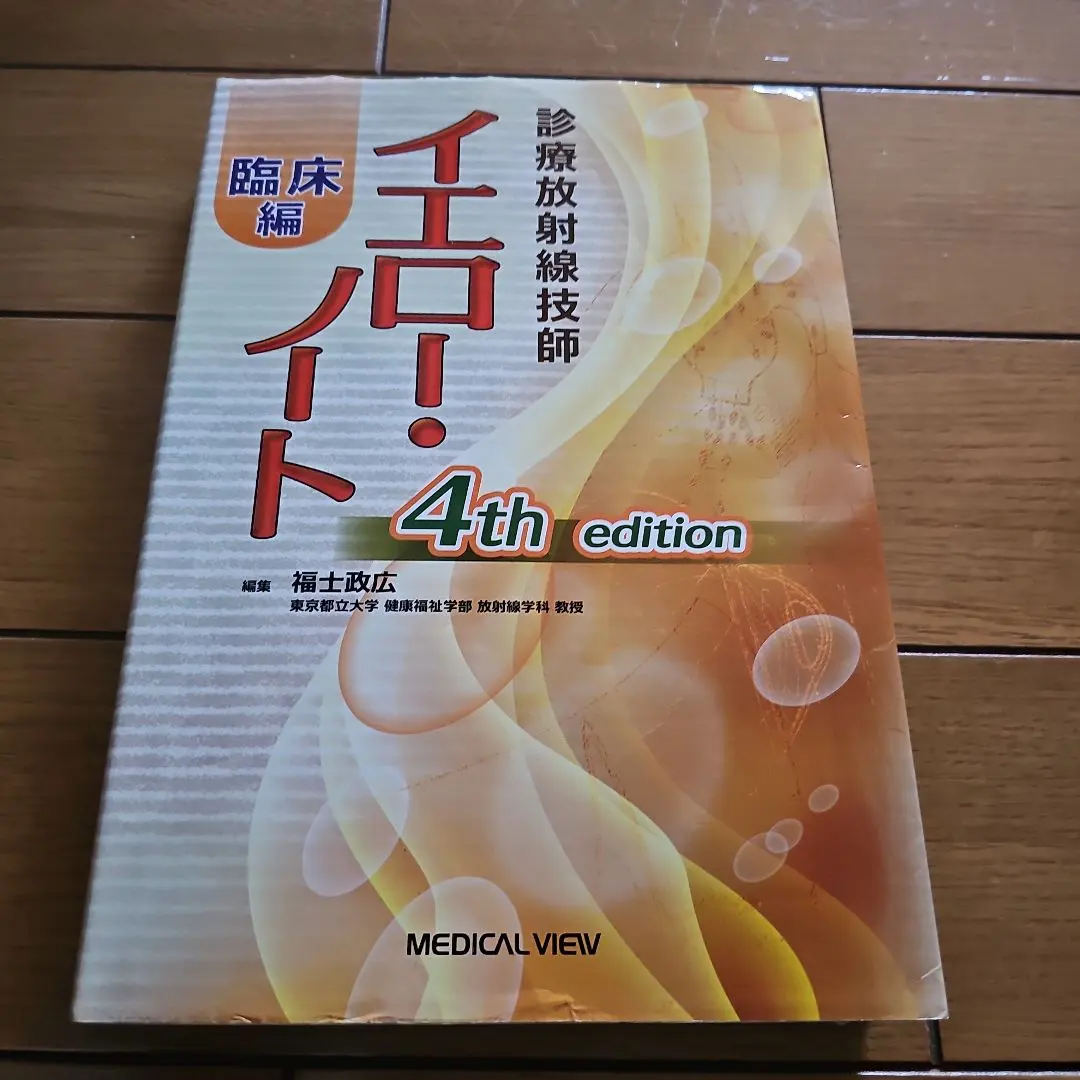 診療放射線技師
イエロー・
ノート
臨床
編
4th edition
編集 福士政広
東京都立大学 健康福祉学部 放射線学科 教授
MEDICAL VIEW